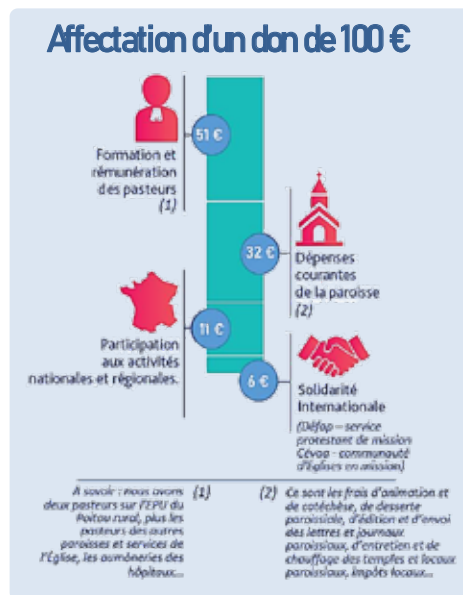 Affectation d'un don de 100 €
51 €
Formation et
rémunération
des pasteurs
(1)
32 €
Dépenses
courantes
de la paroisse
(2)
11 €
Participation
aux activités
nationales et régionales.
6 €
Solidarité
Internationale
(Défap – service
protestant de mission
Cévaa - communauté
d'Églises en mission)
À savoir : nous avons (1)
deux pasteurs sur l'EPU du
Poitou rural, plus les
pasteurs des autres
paroisses et services de
l'Église, les aumôneries des
hôpitaux...
(2) Ce sont les frais d'animation et
de catéchèse, de desserte
paroissiale, d'édition et d'envoi
des lettres et journaux
paroissiaux, d'entretien et de
chauffage des temples et locaux
paroissiaux, impôts locaux...